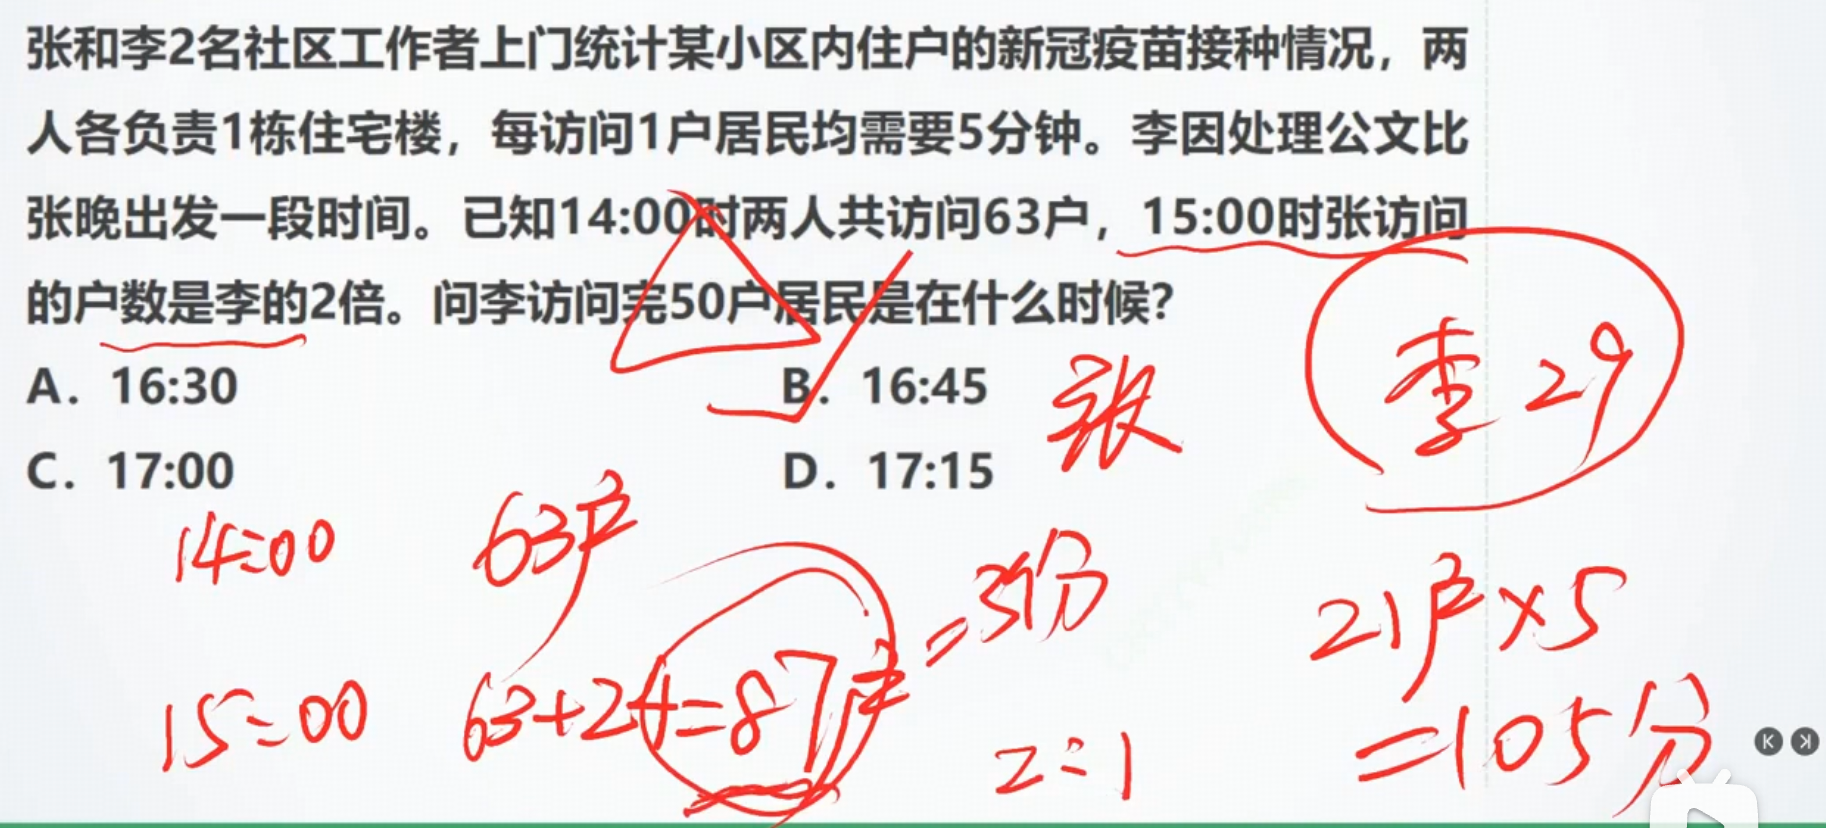 张和李2名社区工作者上门统计某小区内住户的新冠疫苗接种情况，两
人各负责1栋住宅楼，每访问1户居民均需要5分钟。李因处理公文比
张晚出发一段时间。已知14:00时两人共访问63户，15:00时张访问
的户数是李的2倍。问李访问完50户居民是在什么时候？
A. 16:30 B. 16:45
C. 17:00 D. 17:15
张 李 29
14:00 63户
=3份
21户×5
15:00 63+24=87户
2:1
=105分